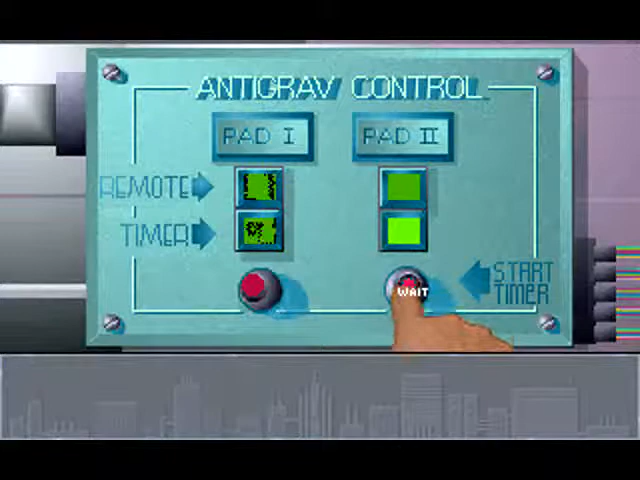 ANTIGRAV CONTROL
PAD I
PAD II
REMOTE
TIMER
START
TIMER
WAIT